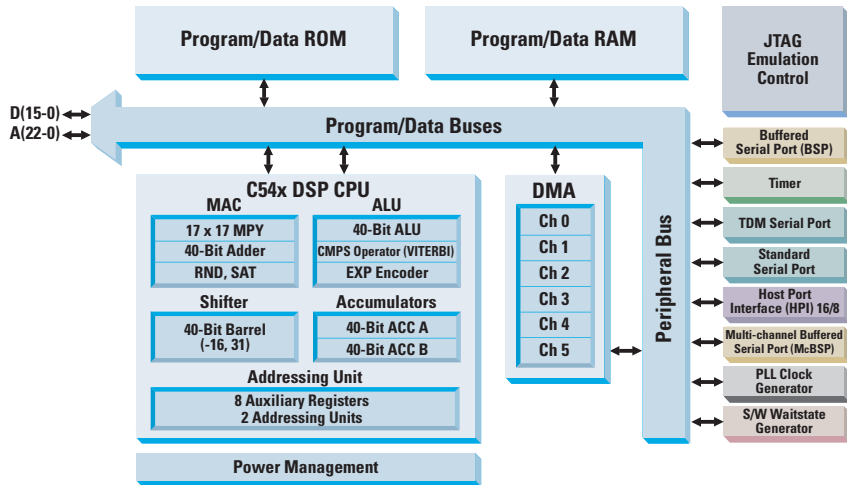 Program/Data ROM
Program/Data RAM
JTAG
Emulation
Control
D(15-0)
A(22-0)
Program/Data Buses
C54x DSP CPU
MAC
17 x 17 MPY
40-Bit Adder
RND, SAT
ALU
40-Bit ALU
CMPS Operator (VITERBI)
EXP Encoder
Shifter
40-Bit Barrel
(-16, 31)
Accumulators
40-Bit ACC A
40-Bit ACC B
Addressing Unit
8 Auxiliary Registers
2 Addressing Units
Power Management
DMA
Ch 0
Ch 1
Ch 2
Ch 3
Ch 4
Ch 5
Peripheral Bus
Buffered
Serial Port (BSP)
Timer
TDM Serial Port
Standard
Serial Port
Host Port
Interface (HPI) 16/8
Multi-channel Buffered
Serial Port (McBSP)
PLL Clock
Generator
S/W Waitstate
Generator